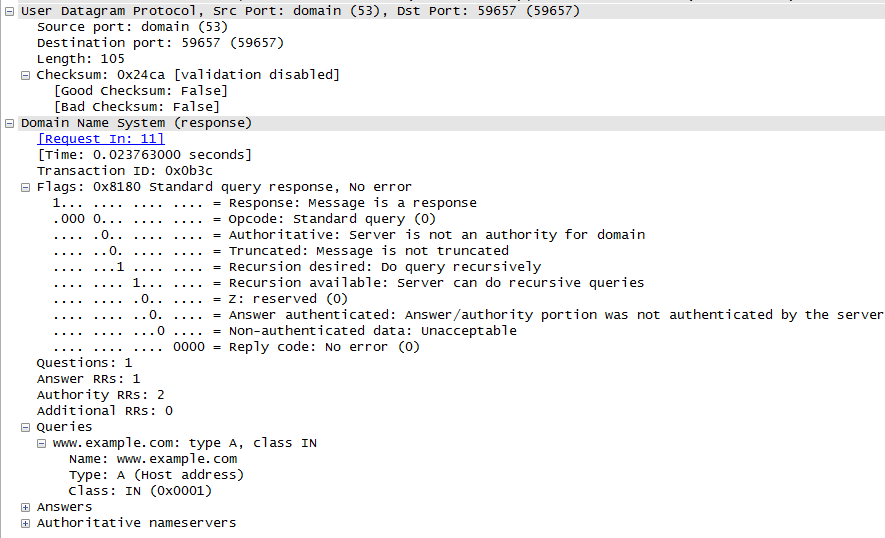 User Datagram Protocol, Src Port: domain (53), Dst Port: 59657 (59657)
Source port: domain (53)
Destination port: 59657 (59657)
Length: 105
Checksum: 0x24ca [validation disabled]
[Good Checksum: False]
[Bad Checksum: False]
Domain Name System (response)
[Request In: 11]
[Time: 0.023763000 seconds]
Transaction ID: 0x0b3c
Flags: 0x8180 Standard query response, No error
1... .... .... .... = Response: Message is a response
.000 0... .... .... = Opcode: Standard query (0)
.... .0.. .... .... = Authoritative: Server is not an authority for domain
.... ..0. .... .... = Truncated: Message is not truncated
.... ...1 .... .... = Recursion desired: Do query recursively
.... .... 1... .... = Recursion available: Server can do recursive queries
.... .... .0.. .... = Z: reserved (0)
.... .... ..0. .... = Answer authenticated: Answer/authority portion was not authenticated by the server
.... .... ...0 .... = Non-authenticated data: Unacceptable
.... .... .... 0000 = Reply code: No error (0)
Questions: 1
Answer RRs: 1
Authority RRs: 2
Additional RRs: 0
Queries
www.example.com: type A, class IN
Name: www.example.com
Type: A (Host address)
Class: IN (0x0001)
Answers
Authoritative nameservers